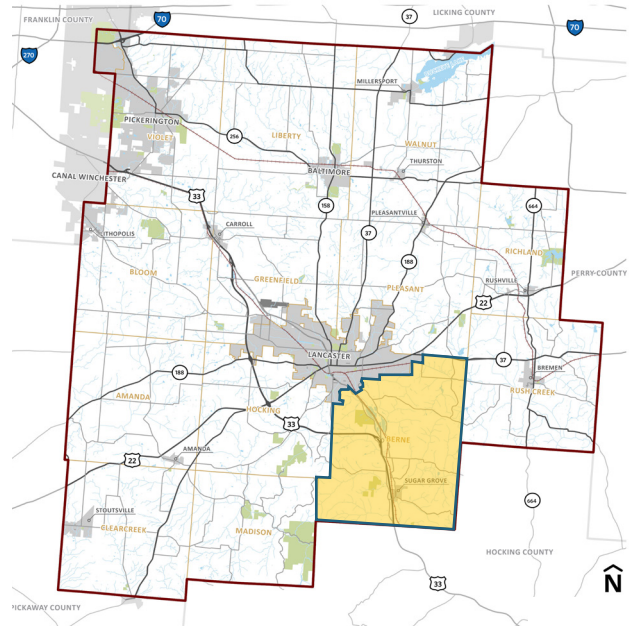 FRANKLIN COUNTY
LICKING COUNTY
70
37
70
270
MILLERSPORT
PICKERINGTON
VIOLET
256
LIBERTY
WALNUT
THURSTON
BALTIMORE
CANAL WINCHESTER
33
158
PLEASANTVILLE
664
LITHOPOLIS
CARROLL
37
188
RICHLAND
BLOOM
GREENFIELD
PLEASANT
RUSHVILLE
PERRY COUNTY
22
LANCASTER
37
BREMEN
188
RUSH CREEK
AMANDA
HOCKING
33
BERNE
AMANDA
22
SUGAR GROVE
664
STOUTSVILLE
CLEARCREEK
MADISON
HOCKING COUNTY
33
N
PICKAWAY COUNTY